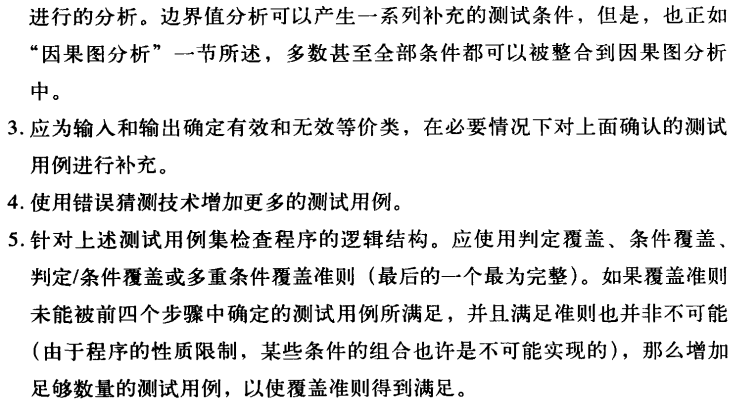 进行的分析。边界值分析可以产生一系列补充的测试条件，但是，也正如
“因果图分析”一节所述，多数甚至全部条件都可以被整合到因果图分析
中。
3. 应为输入和输出确定有效和无效等价类，在必要情况下对上面确认的测试
用例进行补充。
4. 使用错误猜测技术增加更多的测试用例。
5. 针对上述测试用例集检查程序的逻辑结构。应使用判定覆盖、条件覆盖、
判定/条件覆盖或多重条件覆盖准则（最后的一个最为完整）。如果覆盖准则
未能被前四个步骤中确定的测试用例所满足，并且满足准则也并非不可能
（由于程序的性质限制，某些条件的组合也许是不可能实现的），那么增加
足够数量的测试用例，以使覆盖准则得到满足。